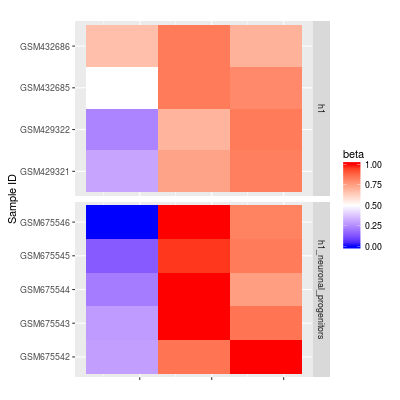 Sample ID
GSM432686
GSM432685
GSM429322
GSM429321
h1
GSM675546
GSM675545
GSM675544
GSM675543
GSM675542
h1_neuronal_progenitors
beta
1.00
0.75
0.50
0.25
0.00